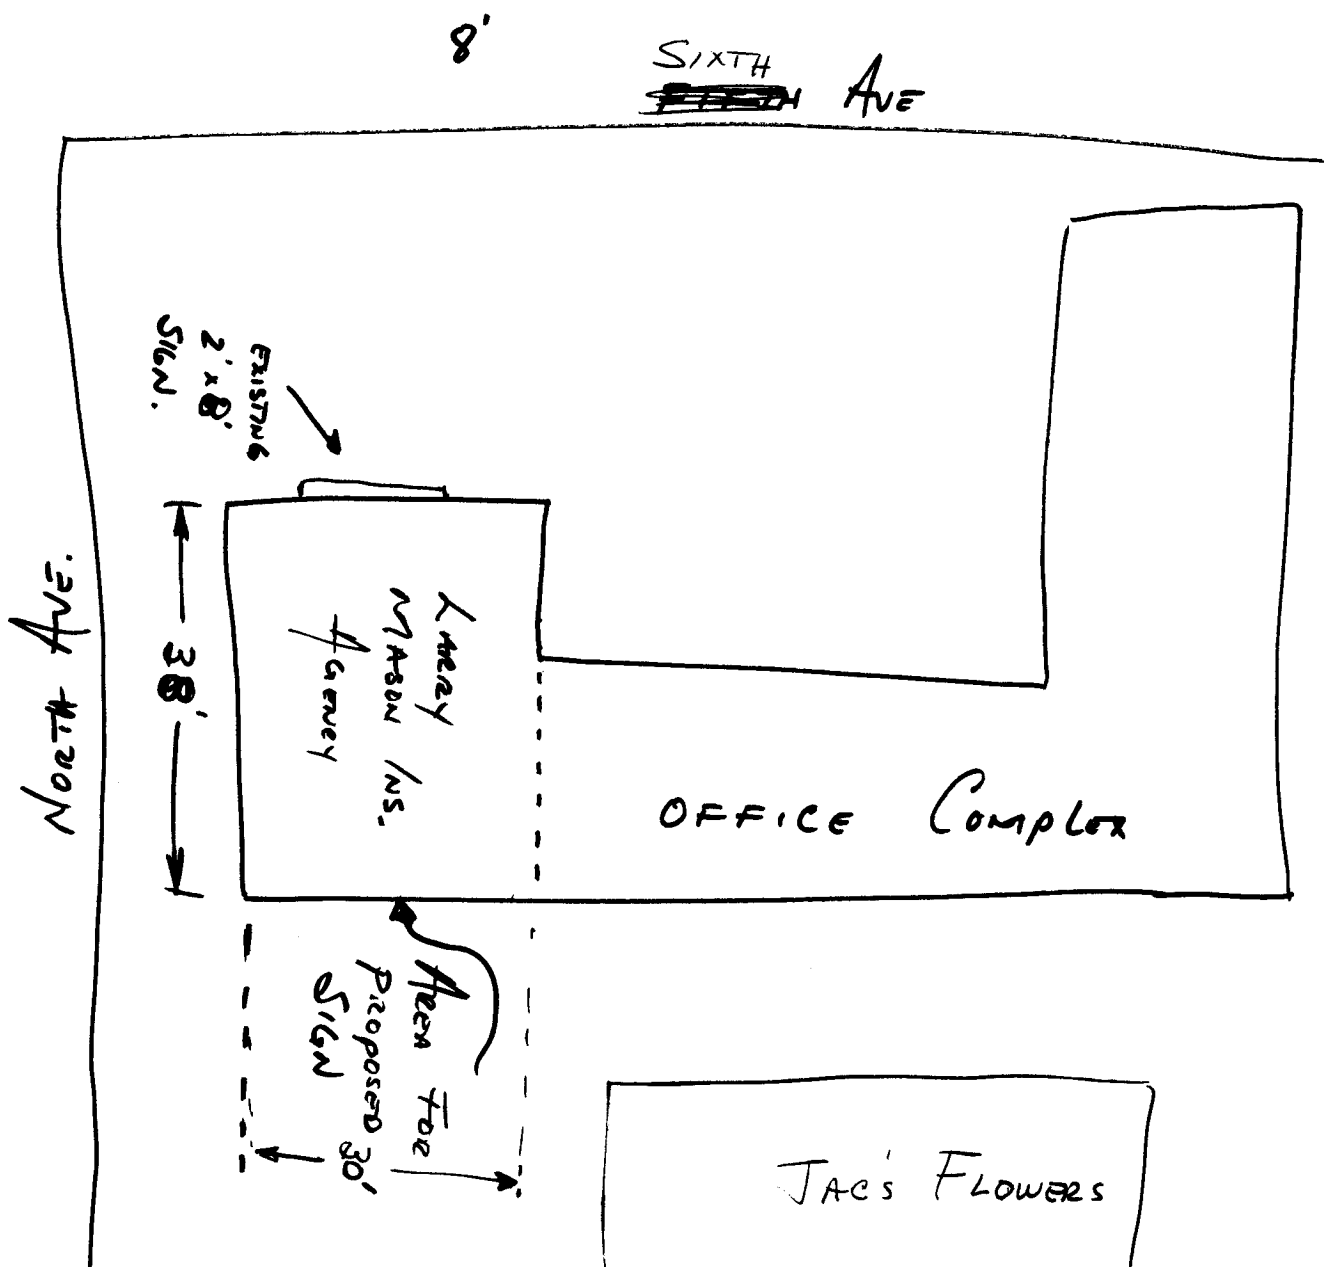 8'
SIXTH
AVE
EXISTING
2' x 8'
SIGN.
NORTH AVE.
38'
LARRY
MASON INS.
AGENCY
OFFICE COMPLEX
AREA FOR
PROPOSED
SIGN
30'
JAC'S FLOWERS